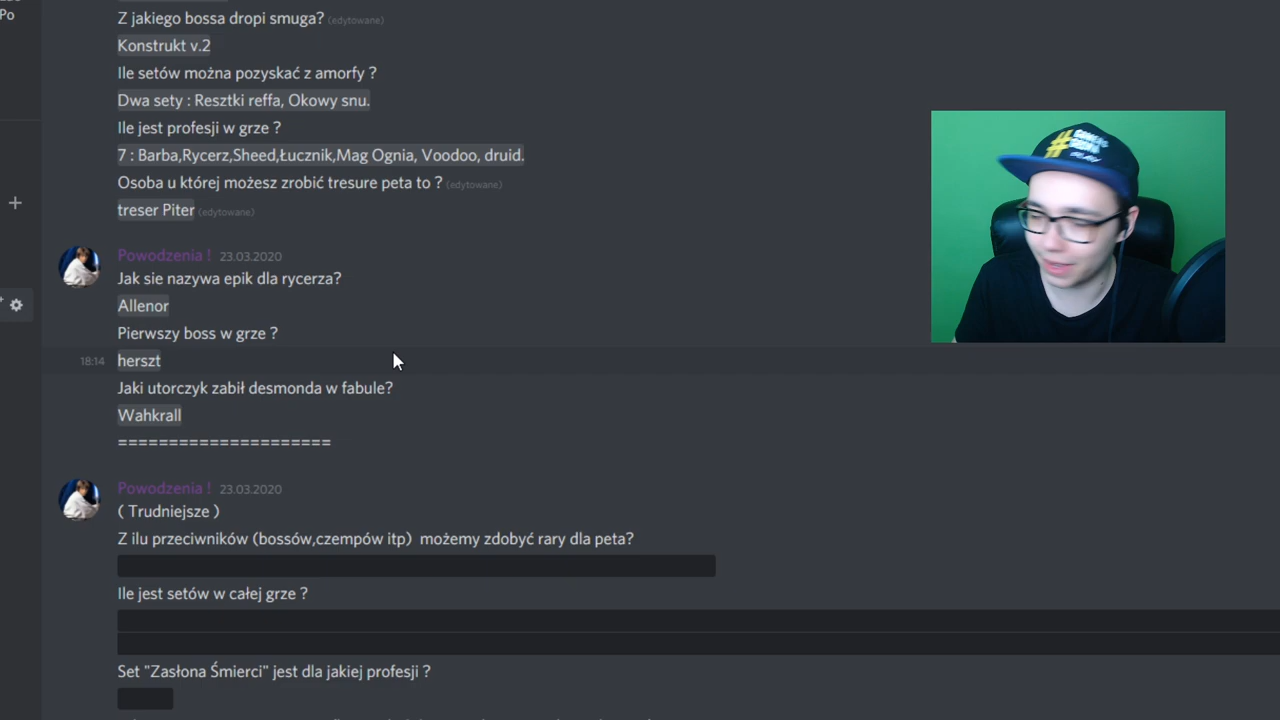 Po
Z jakiego bossa dropi smuga? (edytowane)
Konstrukt v.2
Ile setów można pozyskać z amorfy ?
Dwa sety : Resztki reffa, Okowy snu.
Ile jest profesji w grze ?
7 : Barba,Rycerz,Sheed,Łucznik,Mag Ognia, Voodoo, druid.
Osoba u której możesz zrobić tresure peta to ? (edytowane)
treser Piter (edytowane)
Powodzenia ! 23.03.2020
Jak sie nazywa epik dla rycerza?
Allenor
Pierwszy boss w grze ?
18:14 herszt
Jaki utorczyk zabił desmonda w fabule?
Wahkrall
=====================
Powodzenia ! 23.03.2020
( Trudniejsze )
Z ilu przeciwników (bossów,czempów itp) możemy zdobyć rary dla peta?
Ile jest setów w całej grze ?
Set "Zasłona Śmierci" jest dla jakiej profesji ?